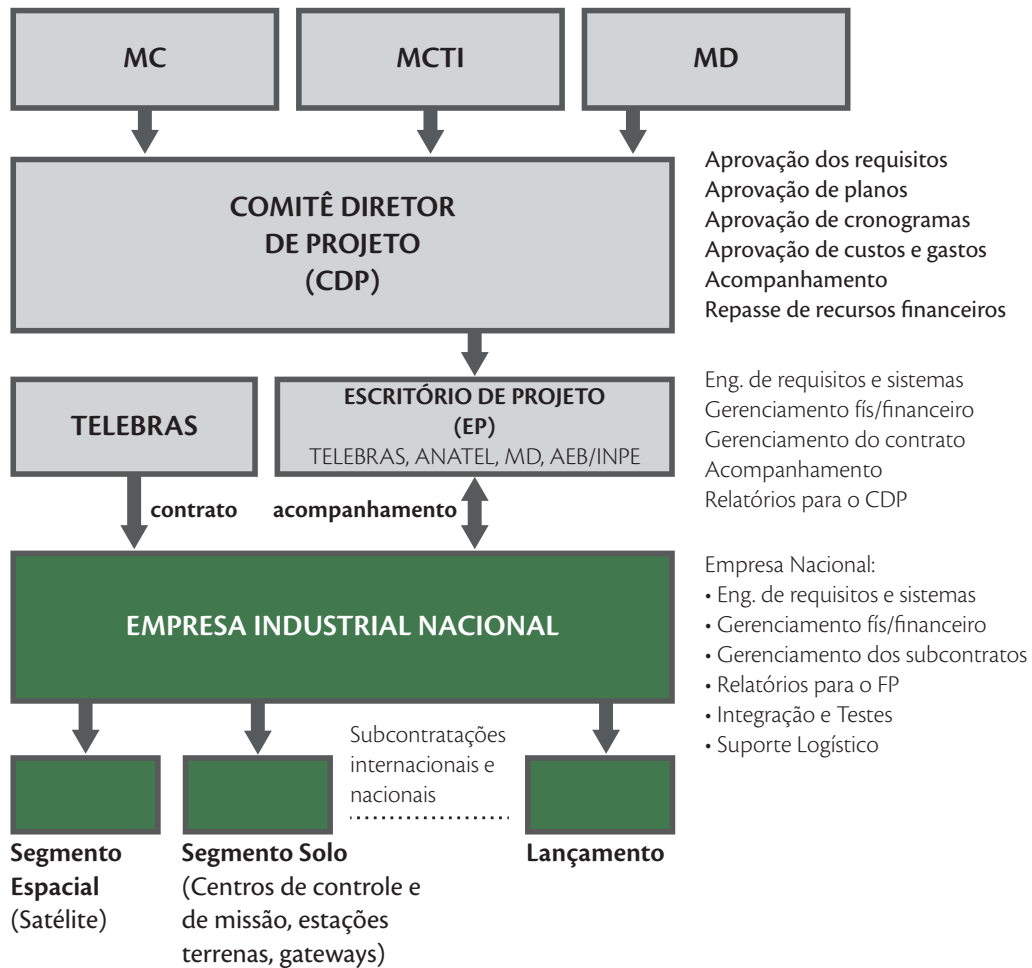 MC
MCTI
MD
COMITÊ DIRETOR
DE PROJETO
(CDP)
Aprovação dos requisitos
Aprovação de planos
Aprovação de cronogramas
Aprovação de custos e gastos
Acompanhamento
Repasse de recursos financeiros
TELEBRAS
ESCRITÓRIO DE PROJETO
(EP)
TELEBRAS, ANATEL, MD, AEB/INPE
Eng. de requisitos e sistemas
Gerenciamento fís/financeiro
Gerenciamento do contrato
Acompanhamento
Relatórios para o CDP
contrato
acompanhamento
EMPRESA INDUSTRIAL NACIONAL
Empresa Nacional:
• Eng. de requisitos e sistemas
• Gerenciamento fís/financeiro
• Gerenciamento dos subcontratos
• Relatórios para o FP
• Integração e Testes
• Suporte Logístico
Subcontratações
internacionais e
nacionais
Segmento
Espacial
(Satélite)
Segmento Solo
(Centros de controle e
de missão, estações
terrenas, gateways)
Lançamento